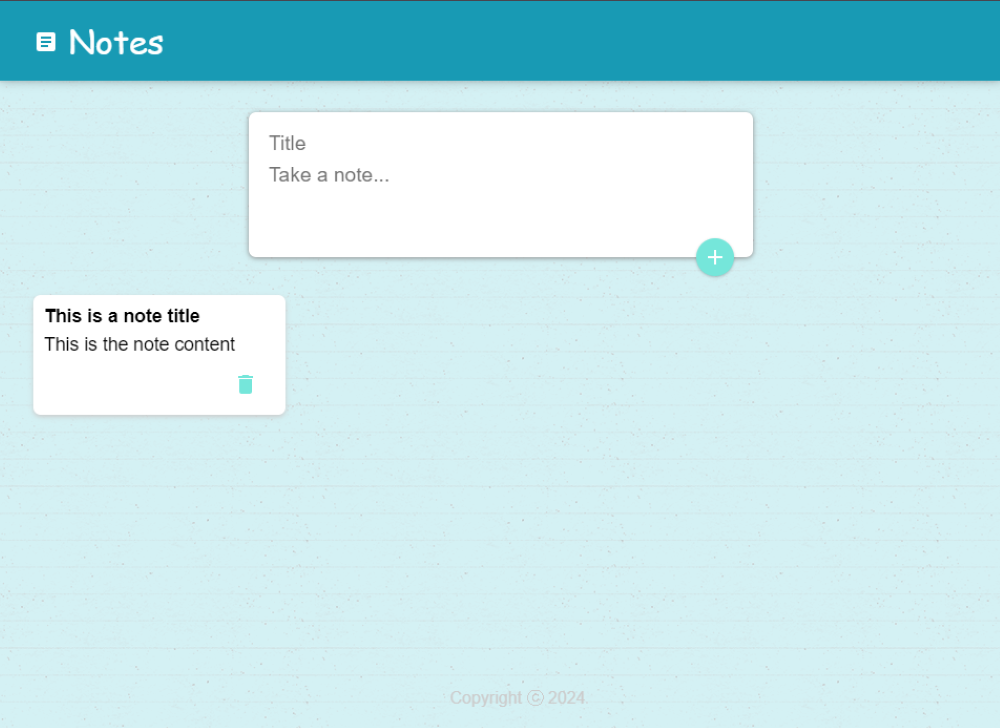 Notes
Title
Take a note...
This is a note title
This is the note content
Copyright ⓒ 2024